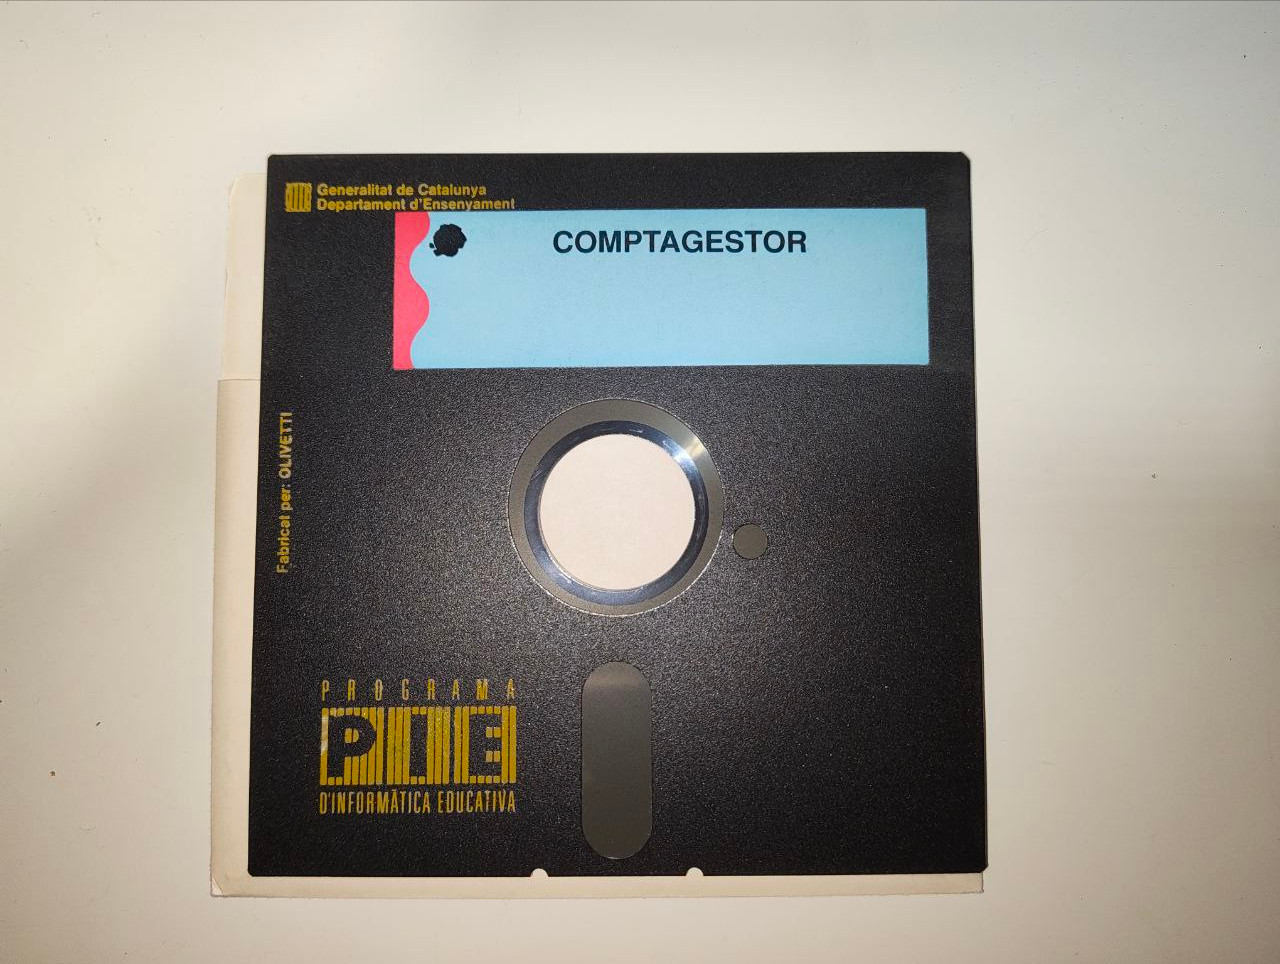 Generalitat de Catalunya
Departament d'Ensenyament
COMPTAGESTOR
Fabricat per: OLIVETTI
PROGRAMA
PIE
D'INFORMÀTICA EDUCATIVA